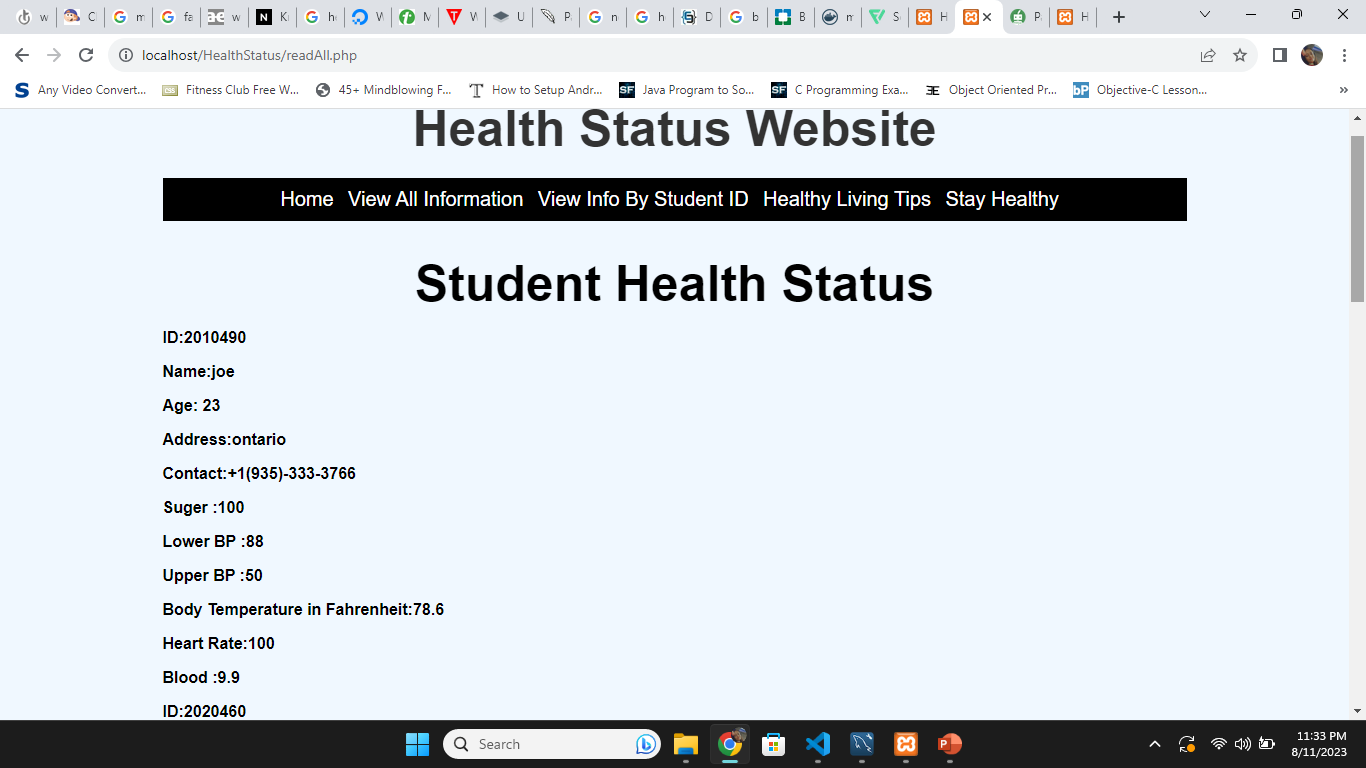 w
C
m
fa
w
Ki
h
W
M
W
U
P
n
h
D
b
B
m
S
H
P
H
localhost/HealthStatus/readAll.php
Any Video Convert...
Fitness Club Free W...
45+ Mindblowing F...
How to Setup Andr...
Java Program to So...
C Programming Exa...
Object Oriented Pr...
Objective-C Lesson...
»
Health Status Website
Home View All Information View Info By Student ID Healthy Living Tips Stay Healthy
Student Health Status
ID:2010490
Name:joe
Age: 23
Address:ontario
Contact:+1(935)-333-3766
Suger :100
Lower BP :88
Upper BP :50
Body Temperature in Fahrenheit:78.6
Heart Rate:100
Blood :9.9
ID:2020460
Search
11:33 PM
8/11/2023